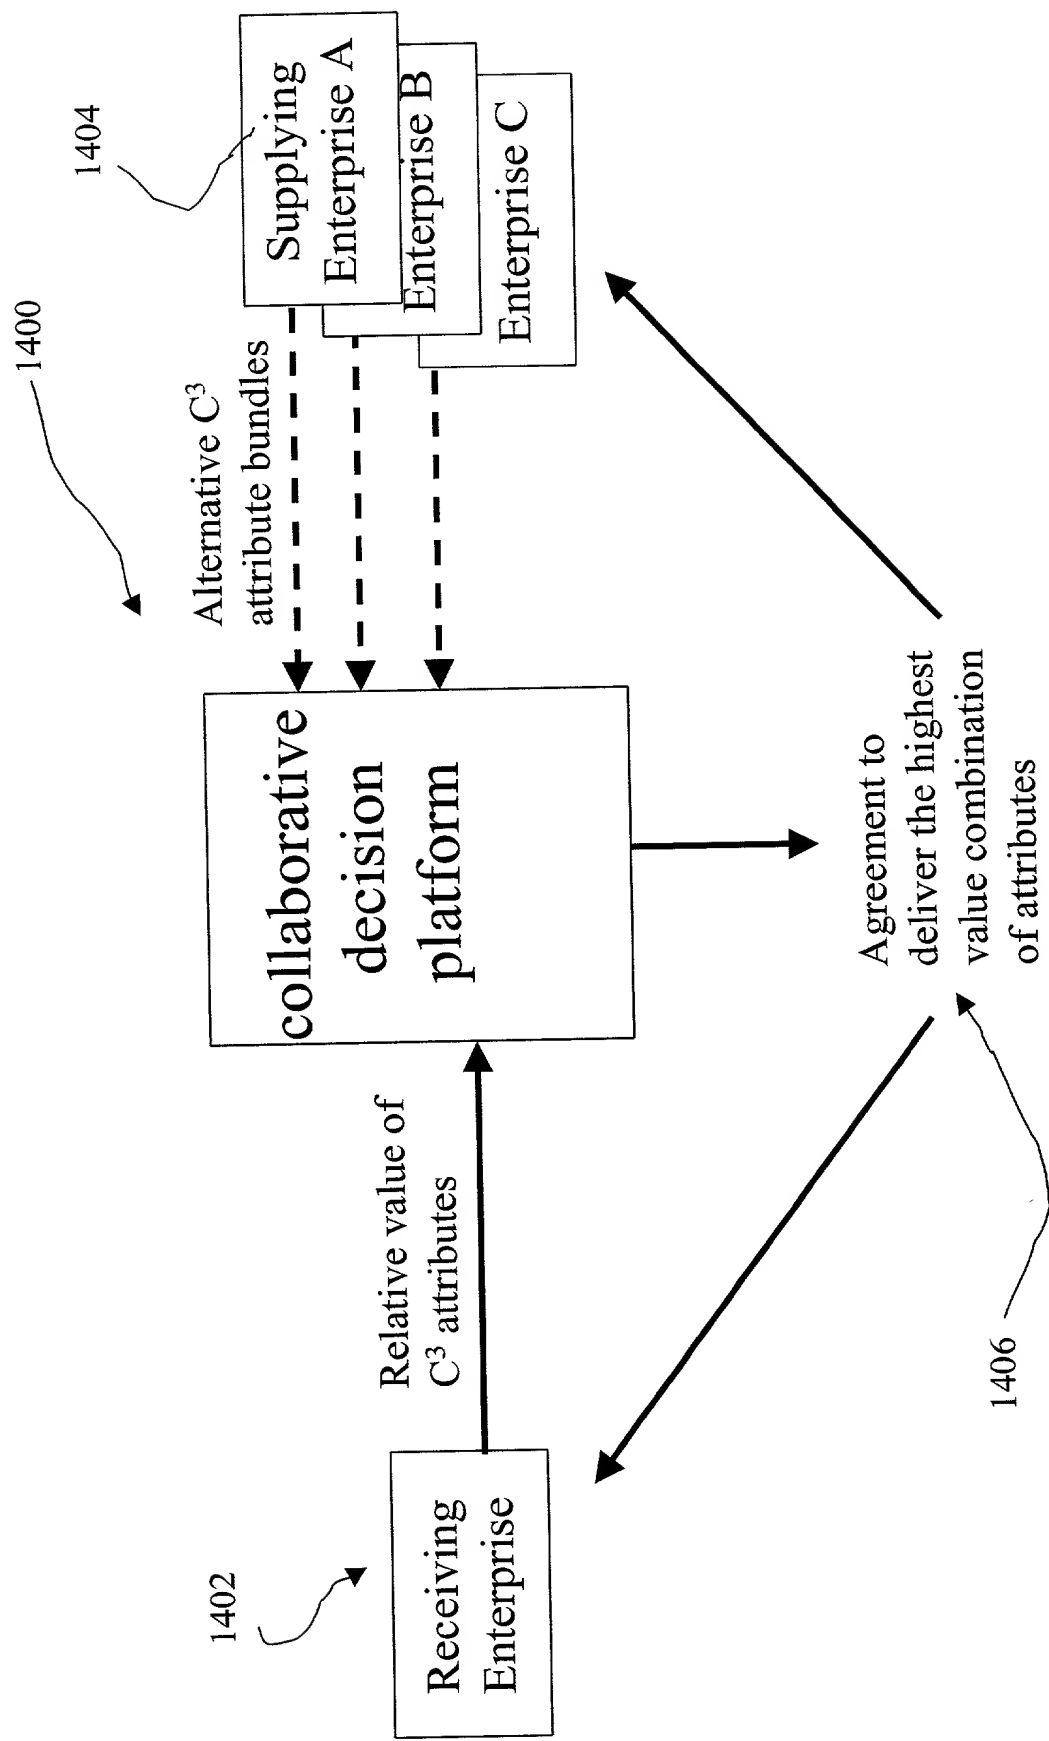 1400
1402
Receiving
Enterprise
Relative value of
C³ attributes
collaborative
decision
platform
Alternative C³
attribute bundles
1404
Supplying
Enterprise A
Enterprise B
Enterprise C
Agreement to
deliver the highest
value combination
of attributes
1406